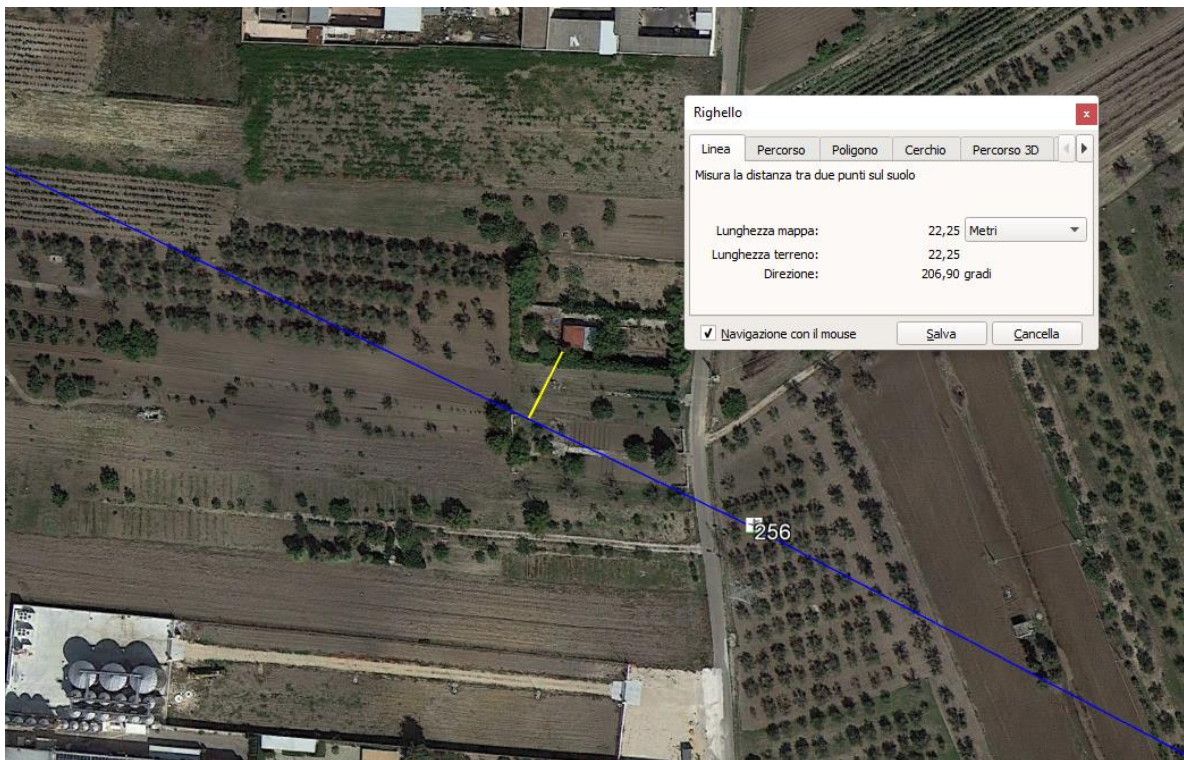 Righello
x
Linea Percorso Poligono Cerchio Percorso 3D
Misura la distanza tra due punti sul suolo
Lunghezza mappa: 22,25 Metri
Lunghezza terreno: 22,25
Direzione: 206,90 gradi
Navigazione con il mouse Salva Cancella
256